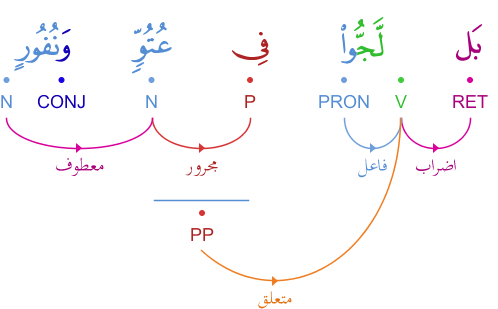 بَل لَّجُّوا۟ فِى عُتُوٍّ وَنُفُورٍ
RET V PRON P N CONJ N
اضراب فاعل مجرور معطوف
PP
متعلق